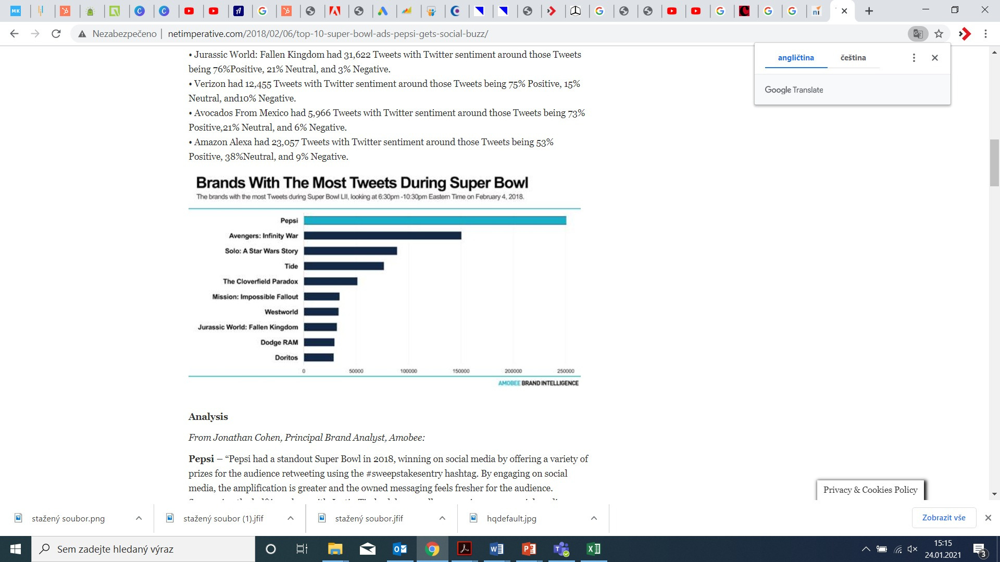 Nezabezpečeno
netimperative.com/2018/02/06/top-10-super-bowl-ads-pepsi-gets-social-buzz/
angličtina čeština
Google Translate
• Jurassic World: Fallen Kingdom had 31,622 Tweets with Twitter sentiment around those Tweets
being 76%Positive, 21% Neutral, and 3% Negative.
• Verizon had 12,455 Tweets with Twitter sentiment around those Tweets being 75% Positive, 15%
Neutral, and10% Negative.
• Avocados From Mexico had 5,966 Tweets with Twitter sentiment around those Tweets being 73%
Positive,21% Neutral, and 6% Negative.
• Amazon Alexa had 23,057 Tweets with Twitter sentiment around those Tweets being 53%
Positive, 38%Neutral, and 9% Negative.
Brands With The Most Tweets During Super Bowl
The brands with the most Tweets during Super Bowl LII, looking at 6:30pm -10:30pm Eastern Time on February 4, 2018.
Pepsi
Avengers: Infinity War
Solo: A Star Wars Story
Tide
The Cloverfield Paradox
Mission: Impossible Fallout
Westworld
Jurassic World: Fallen Kingdom
Dodge RAM
Doritos
0 50000 100000 150000 200000 250000
AMOBEE BRAND INTELLIGENCE
Analysis
From Jonathan Cohen, Principal Brand Analyst, Amobee:
Pepsi – “Pepsi had a standout Super Bowl in 2018, winning on social media by offering a variety of
prizes for the audience retweeting using the #sweepstakesentry hashtag. By engaging on social
media, the amplification is greater and the owned messaging feels fresher for the audience.
Privacy & Cookies Policy
stažený soubor.png
stažený soubor (1).jfif
stažený soubor.jfif
hqdefault.jpg
Zobrazit vše
Sem zadejte hledaný výraz
15:15
24.01.2021
3